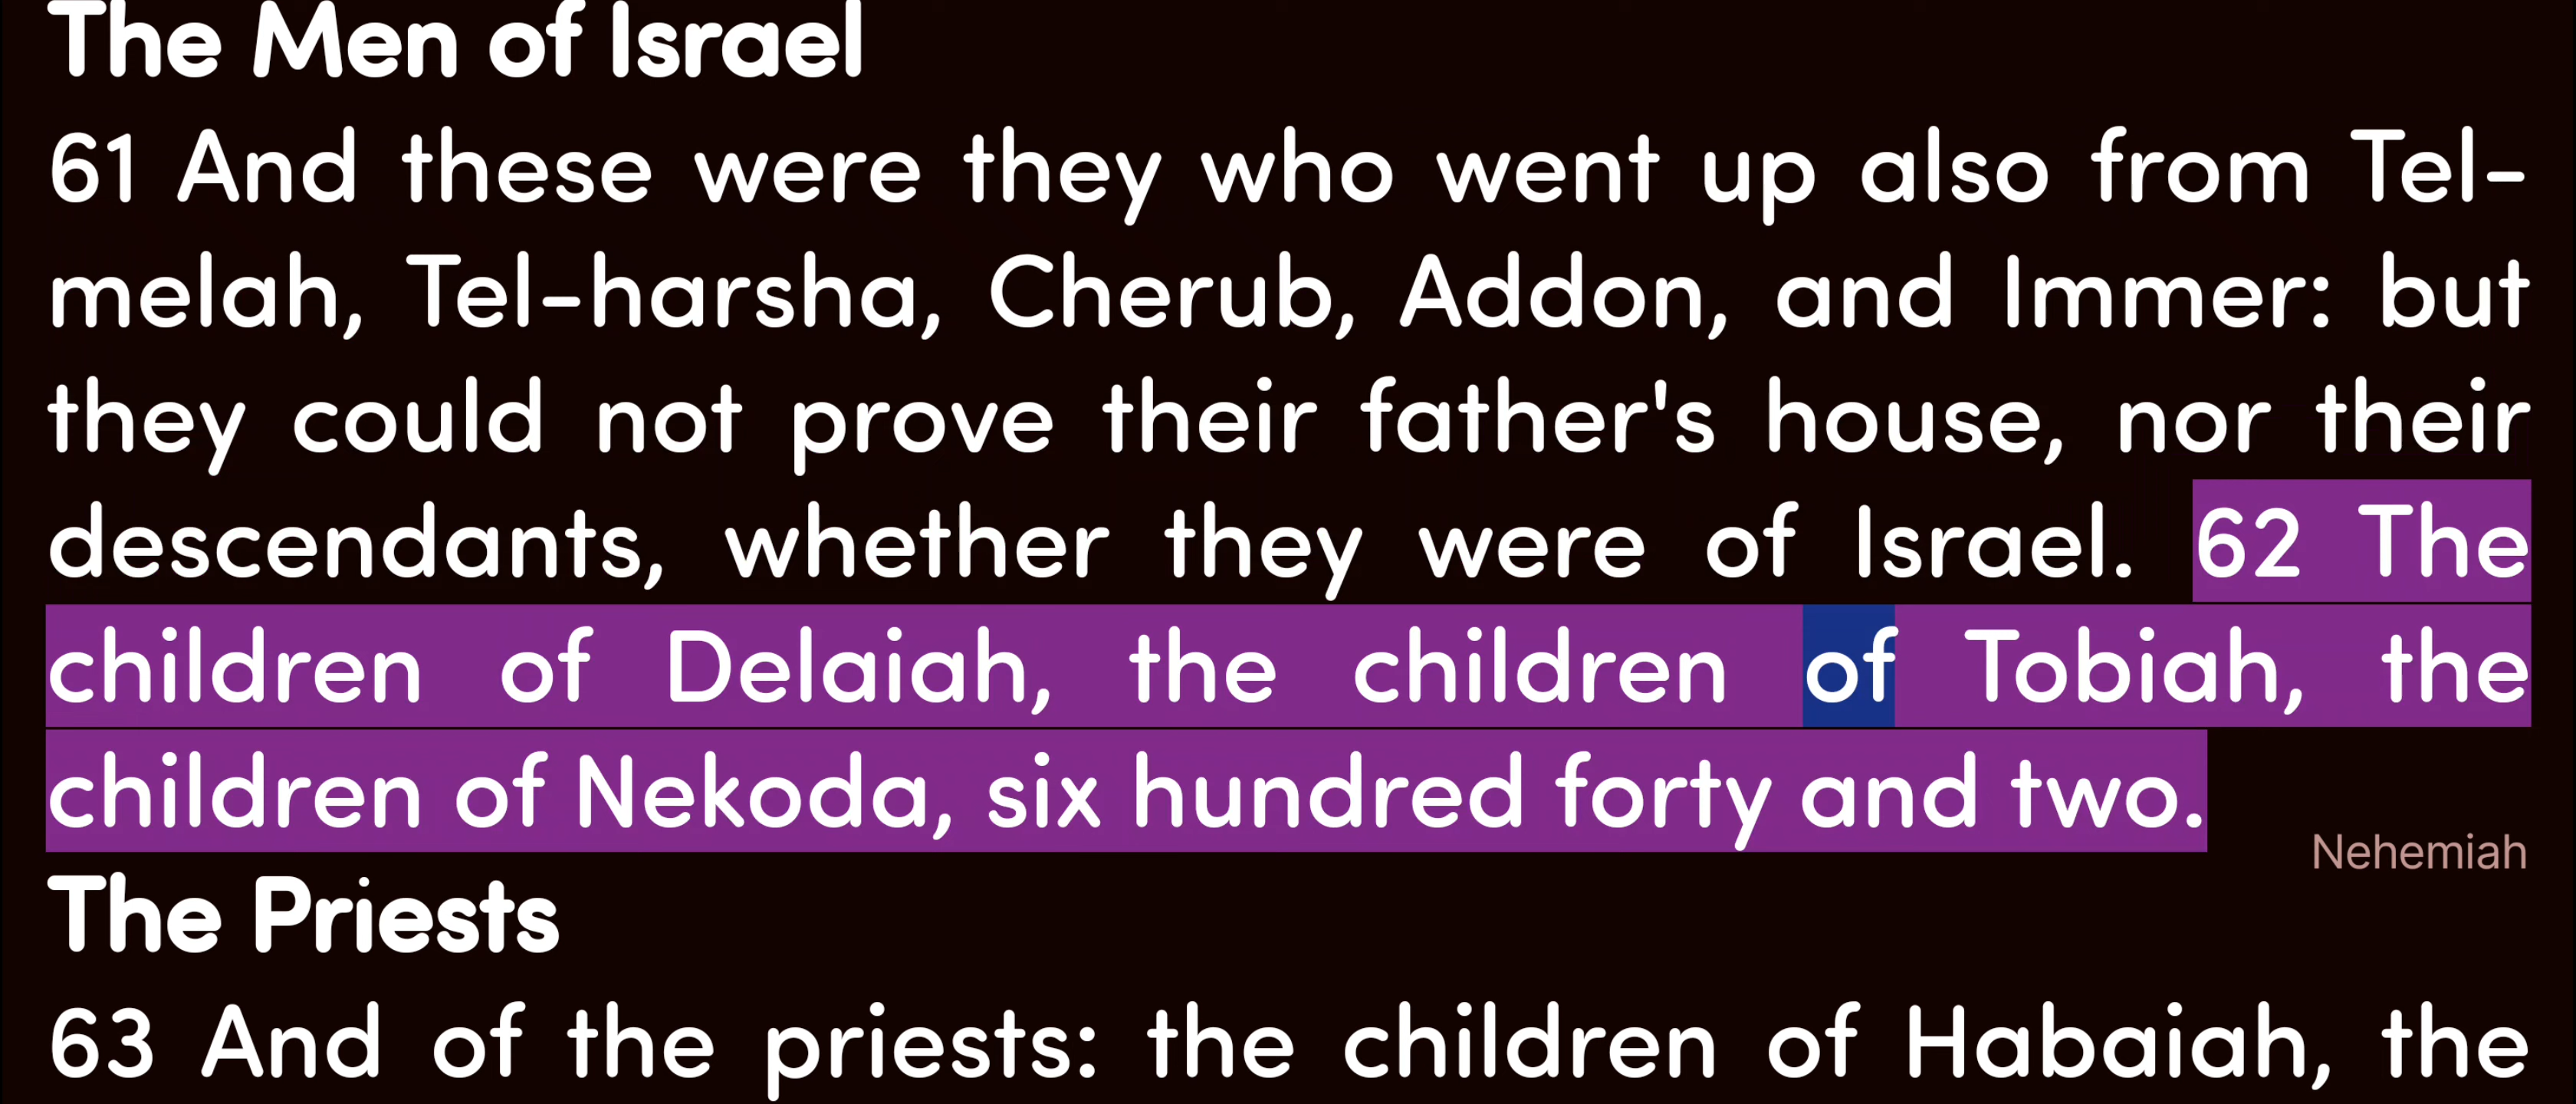 The Men of Israel
61 And these were they who went up also from Tel-
melah, Tel-harsha, Cherub, Addon, and Immer: but
they could not prove their father's house, nor their
descendants, whether they were of Israel. 62 The
children of Delaiah, the children of Tobiah, the
children of Nekoda, six hundred forty and two.
Nehemiah
The Priests
63 And of the priests: the children of Habaiah, the